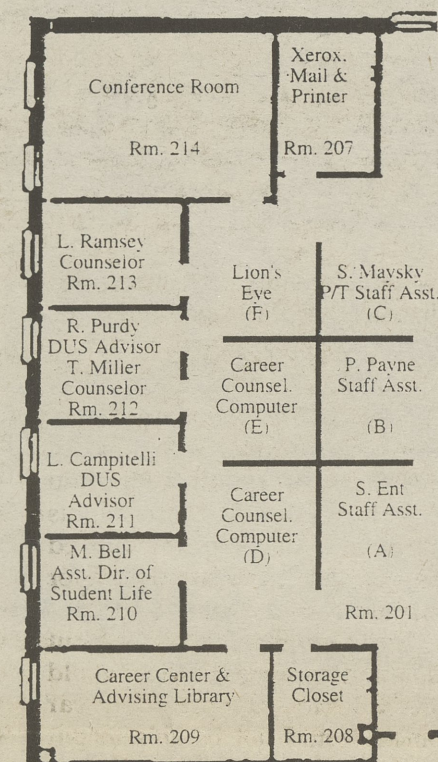 Conference Room
Rm. 214
Xerox.
Mail &
Printer
Rm. 207
L. Ramsey
Counselor
Rm. 213
R. Purdy
DUS Advisor
T. Miller
Counselor
Rm. 212
L. Campitelli
DUS
Advisor
Rm. 211
M. Bell
Asst. Dir. of
Student Life
Rm. 210
Lion's
Eye
(F)
S. Maysky
P/T Staff Asst.
(C)
Career
Counsel.
Computer
(E)
P. Payne
Staff Asst.
(B)
Career
Counsel.
Computer
(D)
S. Ent
Staff Asst.
(A)
Rm. 201
Career Center &
Advising Library
Rm. 209
Storage
Closet
Rm. 208